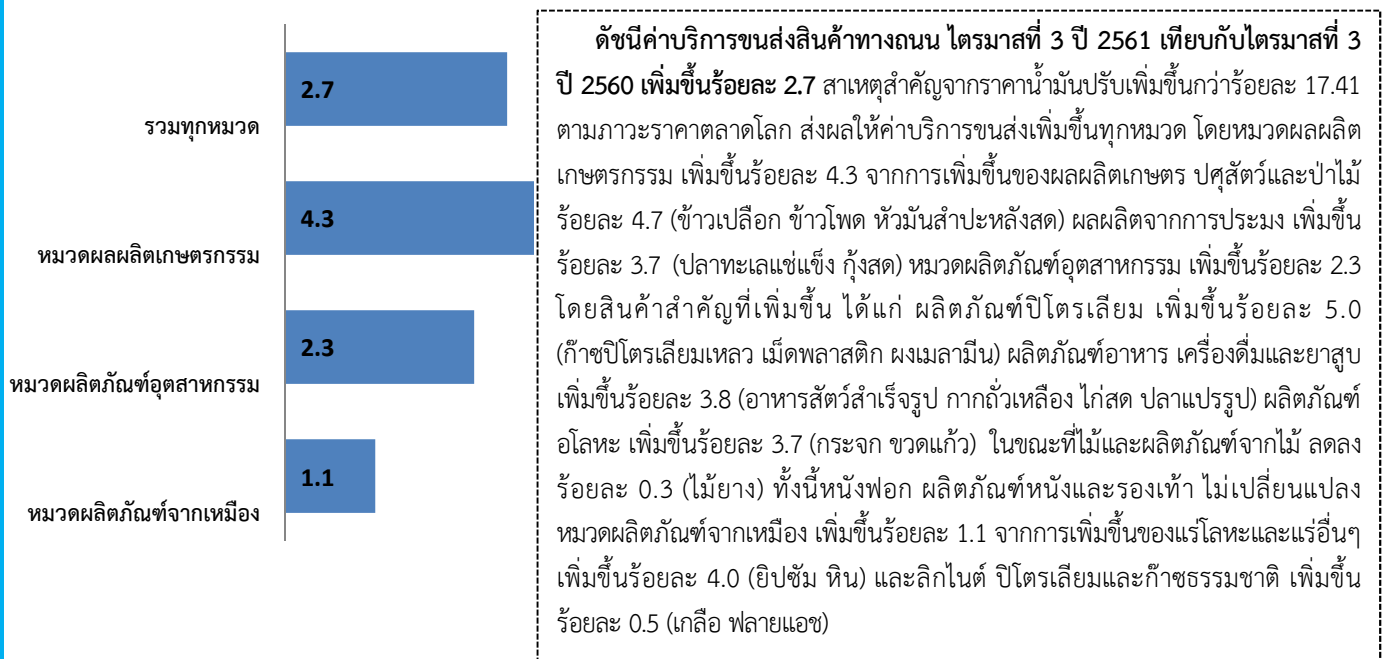 2.7
รวมทุกหมวด
4.3
หมวดผลผลิตเกษตรกรรม
2.3
หมวดผลิตภัณฑ์อุตสาหกรรม
1.1
หมวดผลิตภัณฑ์จากเหมือง
ดัชนีค่าบริการขนส่งสินค้าทางถนน ไตรมาสที่ 3 ปี 2561 เทียบกับไตรมาสที่ 3
ปี 2560 เพิ่มขึ้นร้อยละ 2.7 สาเหตุสำคัญจากราคาน้ำมันปรับเพิ่มขึ้นกว่าร้อยละ 17.41
ตามภาวะราคาตลาดโลก ส่งผลให้ค่าบริการขนส่งเพิ่มขึ้นทุกหมวด โดยหมวดผลผลิต
เกษตรกรรม เพิ่มขึ้นร้อยละ 4.3 จากการเพิ่มขึ้นของผลผลิตเกษตร ปศุสัตว์และป่าไม้
ร้อยละ 4.7 (ข้าวเปลือก ข้าวโพด หัวมันสำปะหลังสด) ผลผลิตจากการประมง เพิ่มขึ้น
ร้อยละ 3.7 (ปลาทะเลแช่แข็ง กุ้งสด) หมวดผลิตภัณฑ์อุตสาหกรรม เพิ่มขึ้นร้อยละ 2.3
โดยสินค้าสำคัญที่เพิ่มขึ้น ได้แก่ ผลิตภัณฑ์ปิโตรเลียม เพิ่มขึ้นร้อยละ 5.0
(ก๊าซปิโตรเลียมเหลว เม็ดพลาสติก ผงเมลามีน) ผลิตภัณฑ์อาหาร เครื่องดื่มและยาสูบ
เพิ่มขึ้นร้อยละ 3.8 (อาหารสัตว์สำเร็จรูป กากถั่วเหลือง ไก่สด ปลาแปรรูป) ผลิตภัณฑ์
อโลหะ เพิ่มขึ้นร้อยละ 3.7 (กระจก ขวดแก้ว) ในขณะที่ไม้และผลิตภัณฑ์จากไม้ ลดลง
ร้อยละ 0.3 (ไม้ยาง) ทั้งนี้หนังฟอก ผลิตภัณฑ์หนังและรองเท้า ไม่เปลี่ยนแปลง
หมวดผลิตภัณฑ์จากเหมือง เพิ่มขึ้นร้อยละ 1.1 จากการเพิ่มขึ้นของแร่โลหะและแร่อื่นๆ
เพิ่มขึ้นร้อยละ 4.0 (ยิปซัม หิน) และลิกไนต์ ปิโตรเลียมและก๊าซธรรมชาติ เพิ่มขึ้น
ร้อยละ 0.5 (เกลือ ฟลายแอช)